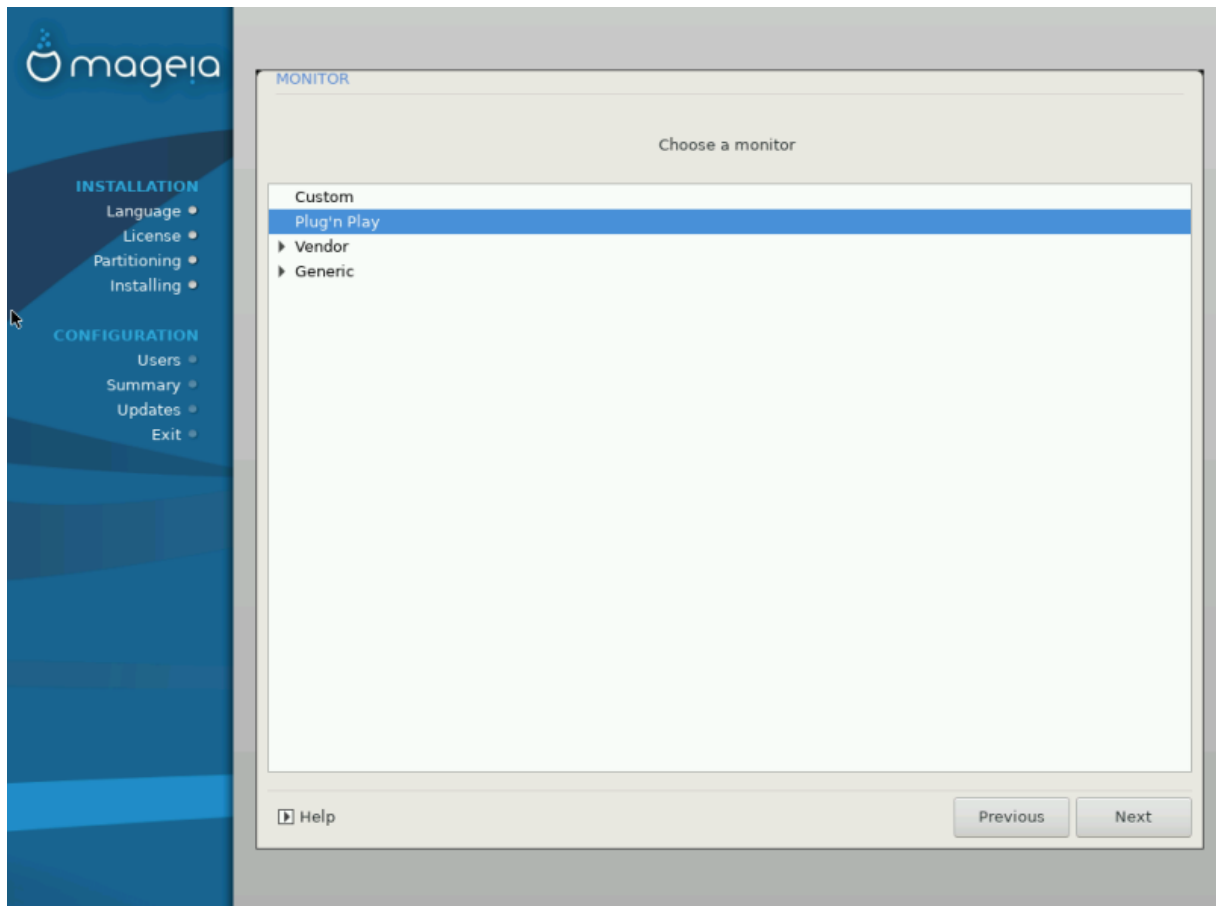 mageia
INSTALLATION
Language
License
Partitioning
Installing
CONFIGURATION
Users
Summary
Updates
Exit
MONITOR
Choose a monitor
Custom
Plug'n Play
Vendor
Generic
Help
Previous
Next